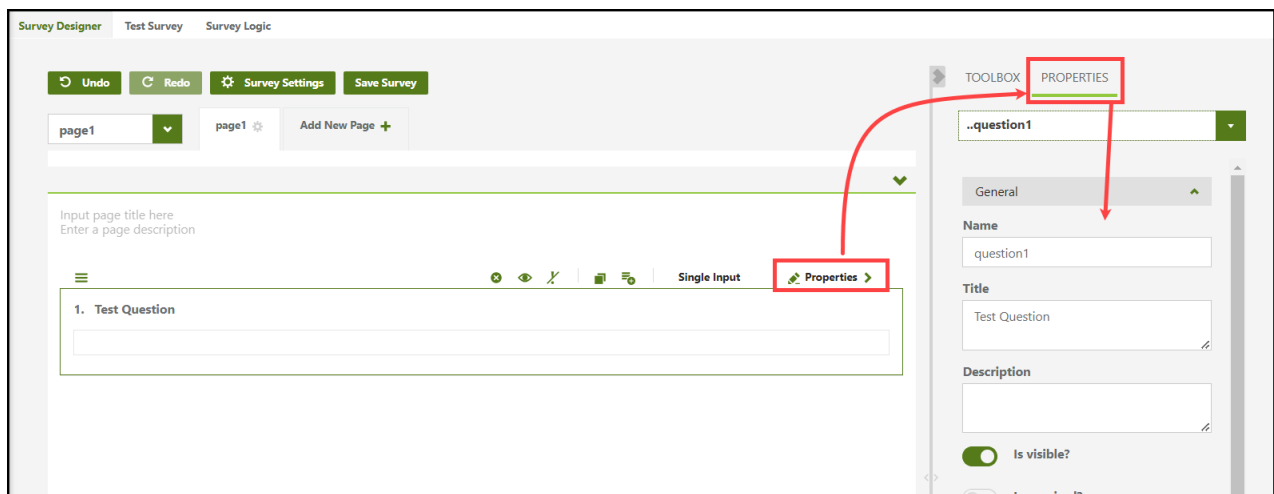 Survey Designer Test Survey Survey Logic
Undo Redo Survey Settings Save Survey
page1 page1 Add New Page
Input page title here
Enter a page description
Single Input Properties
1. Test Question
TOOLBOX PROPERTIES
..question1
General
Name
question1
Title
Test Question
Description
Is visible?